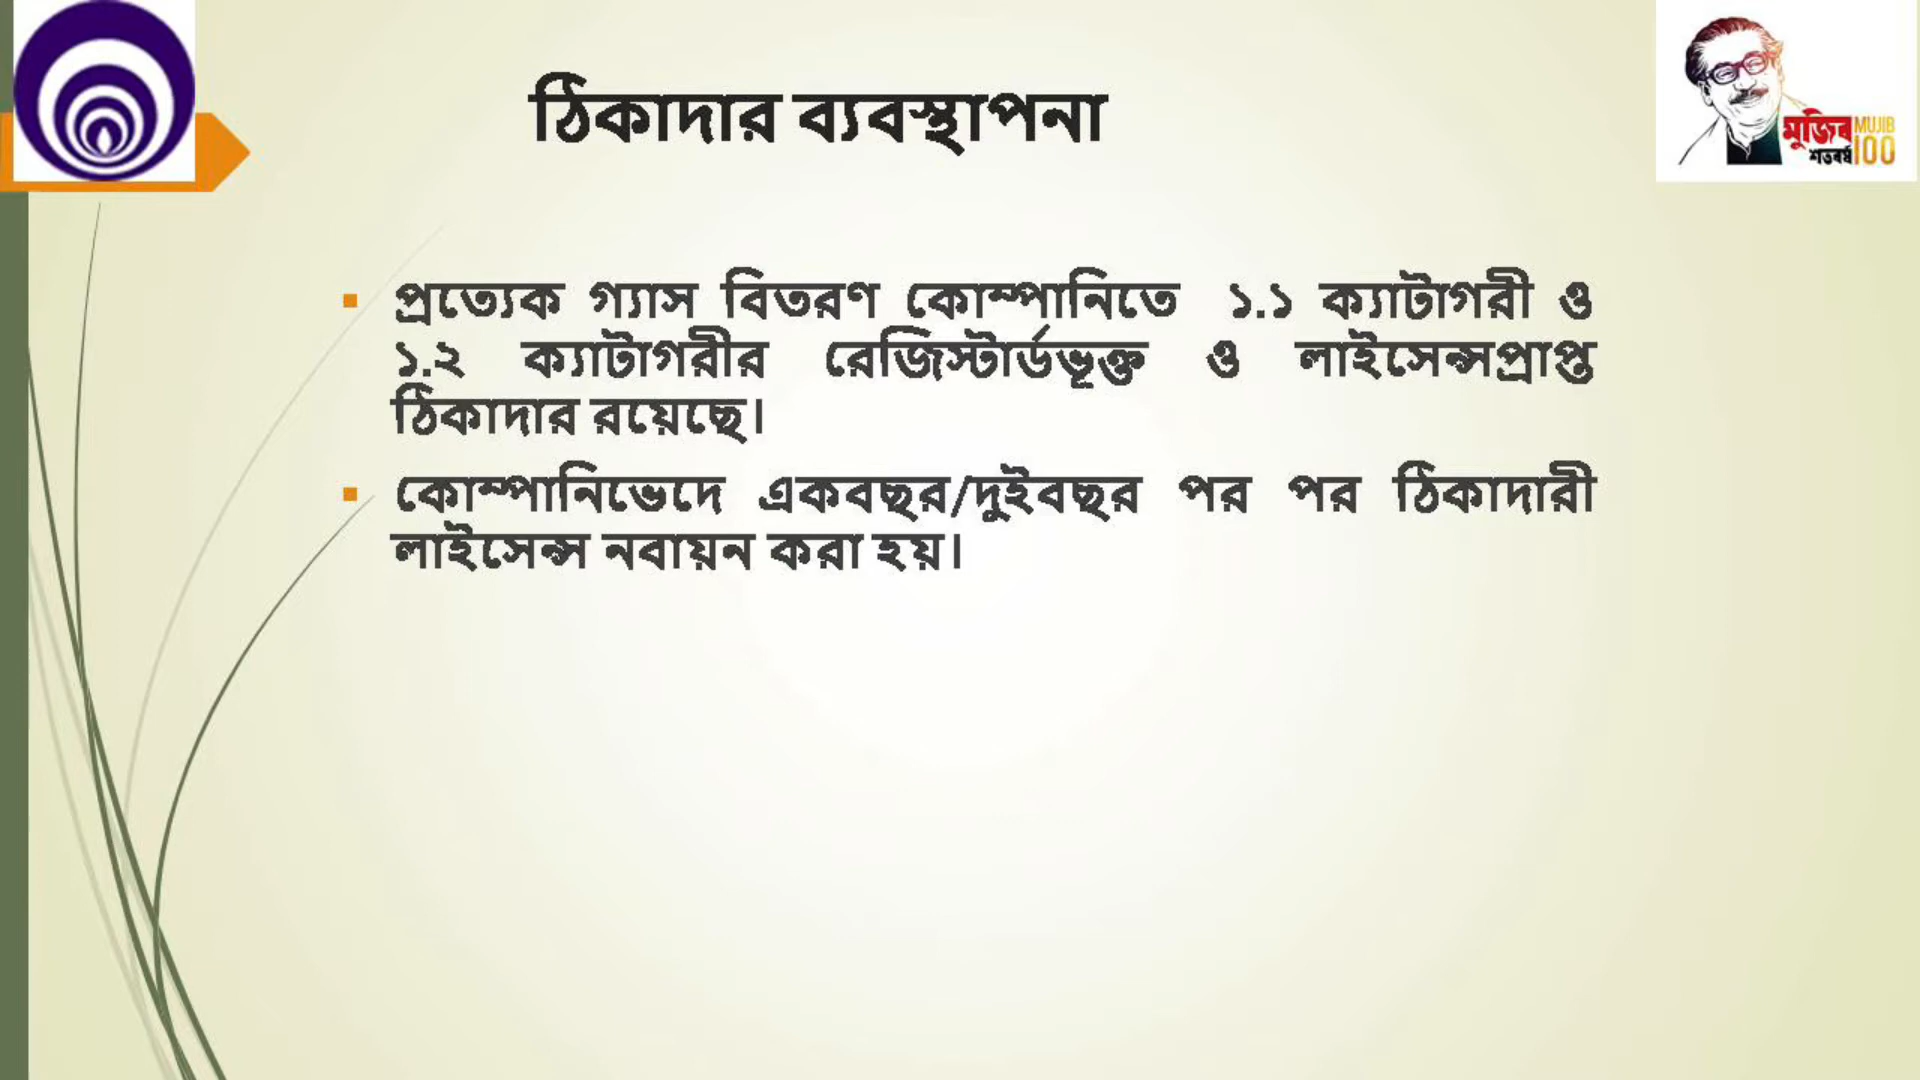 ঠিকাদার ব্যবস্থাপনা
মুজিব
শতবর্ষ
MUJIB
100
প্রত্যেক গ্যাস বিতরণ কোম্পানিতে ১.১ ক্যাটাগরী ও
১.২ ক্যাটাগরীর রেজিস্টার্ডভূক্ত ও লাইসেন্সপ্রাপ্ত
ঠিকাদার রয়েছে।
কোম্পানিভেদে একবছর/দুইবছর পর পর ঠিকাদারী
লাইসেন্স নবায়ন করা হয়।